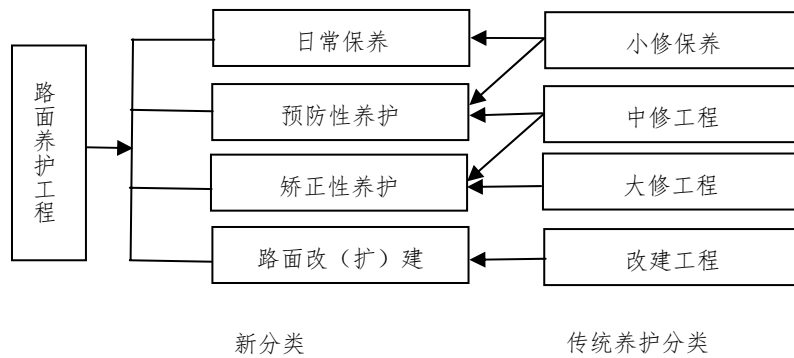 路面养护工程
日常保养
小修保养
预防性养护
中修工程
矫正性养护
大修工程
路面改（扩）建
改建工程
新分类
传统养护分类